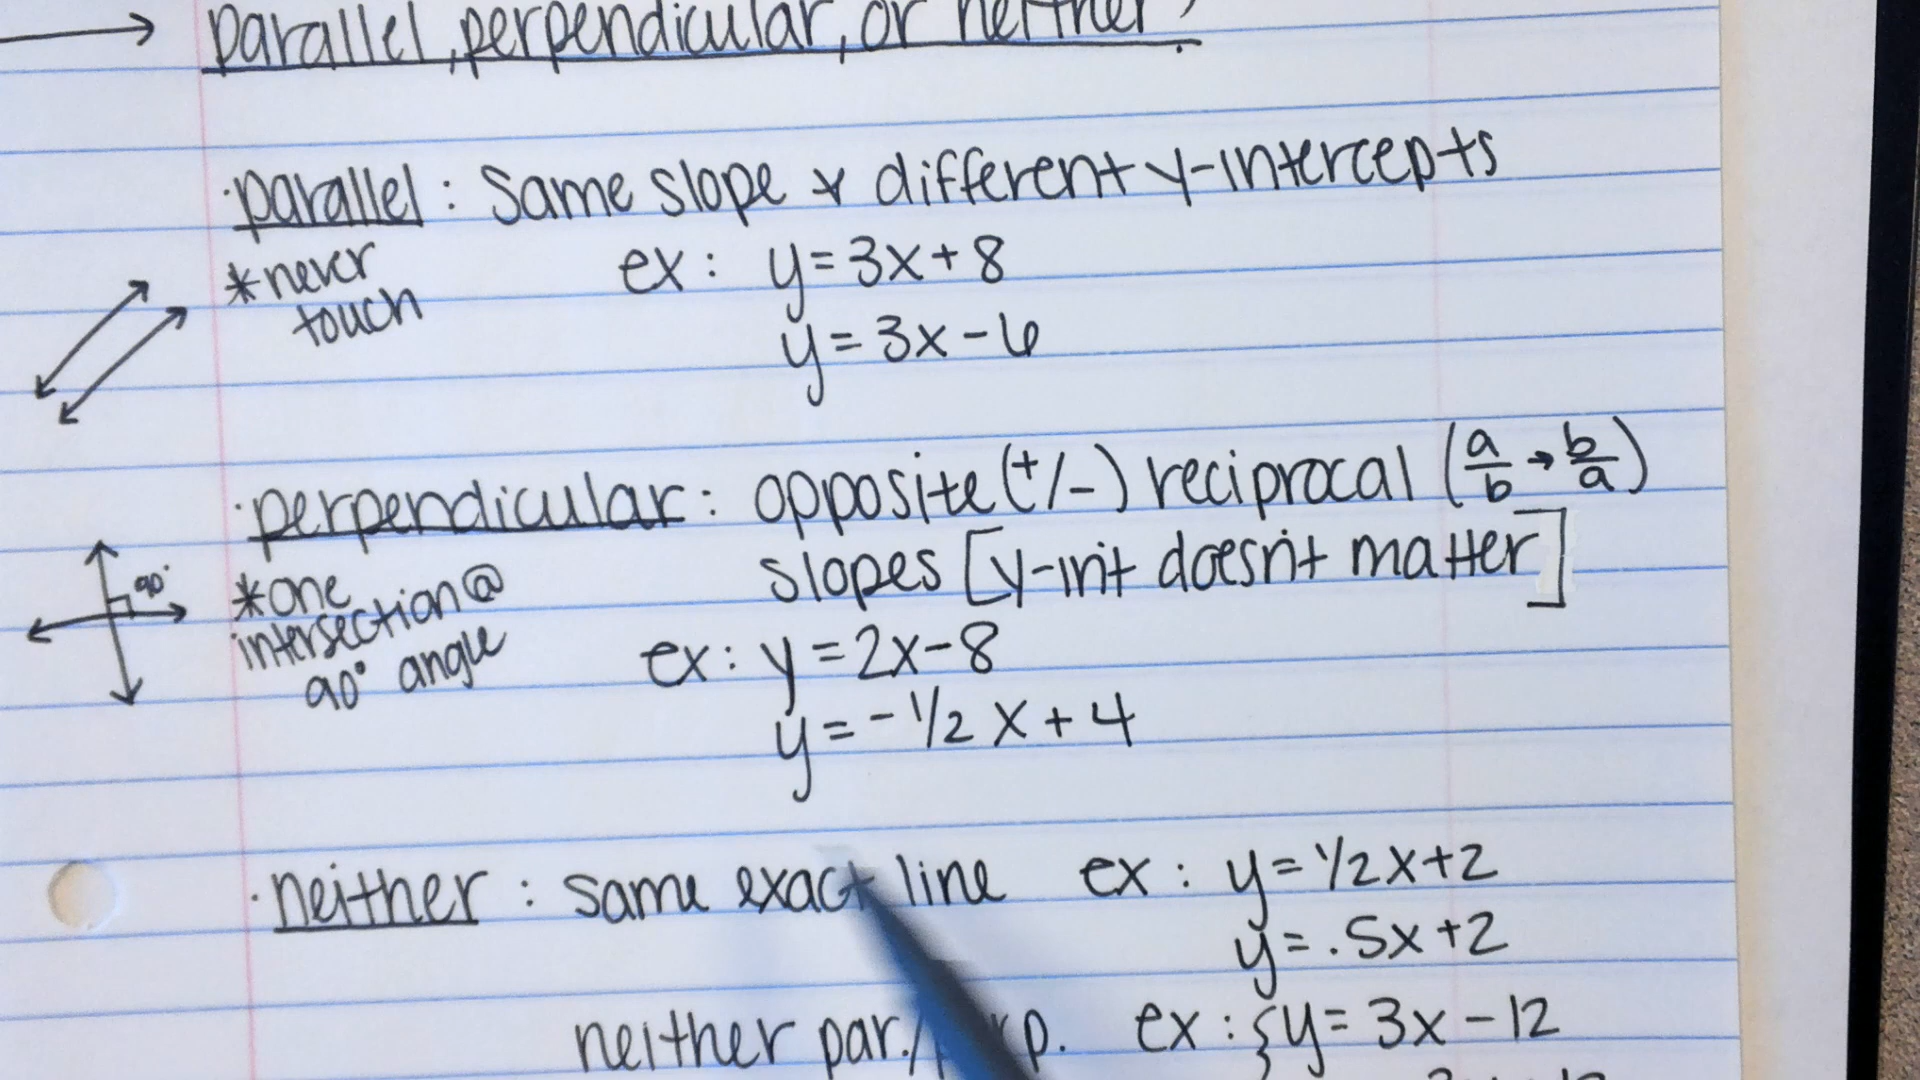 parallel, perpendicular, or neither?
· parallel: same slope & different y-intercepts
*never
touch
ex: y=3x+8
y=3x-6
· perpendicular: opposite (+/-) reciprocal (a/b → b/a)
slopes [y-int doesn't matter]
90°
*one
intersection @
90° angle
ex: y=2x-8
y=-1/2x+4
· neither: same exact line ex: y=1/2x+2
y=.5x+2
neither par./ ex: {y=3x-12